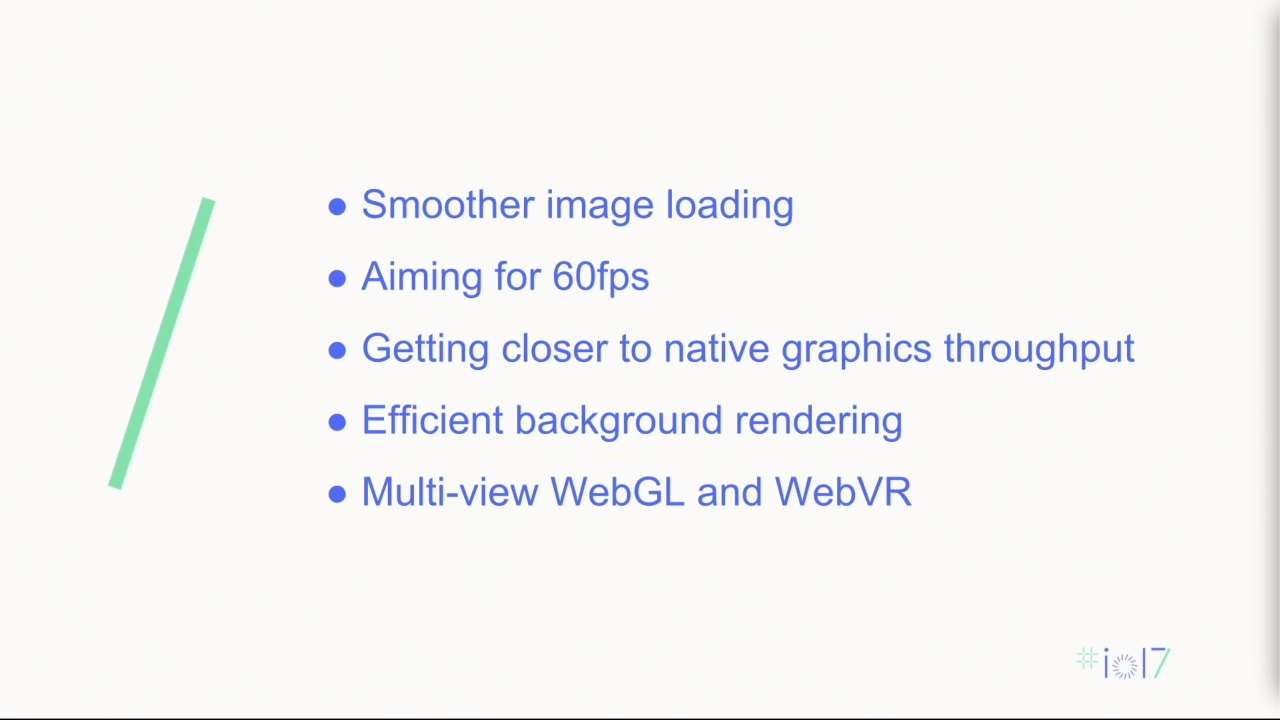 ● Smoother image loading
● Aiming for 60fps
● Getting closer to native graphics throughput
● Efficient background rendering
● Multi-view WebGL and WebVR
#io17